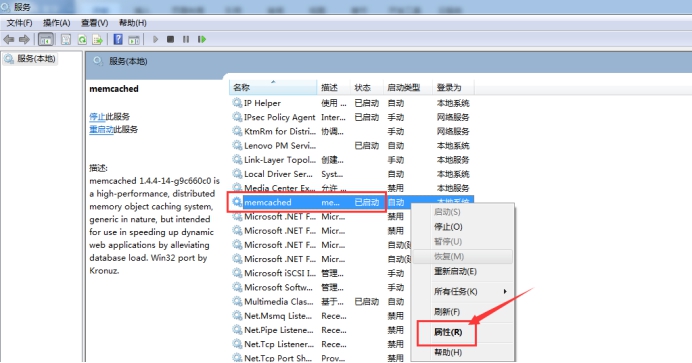 服务
文件(F) 操作(A) 查看(V) 帮助(H)
服务(本地)
服务(本地)
memcached
停止此服务
重启动此服务
描述:
memcached 1.4.4-14-g9c660c0 is
a high-performance, distributed
memory object caching system,
generic in nature, but intended
for use in speeding up dynamic
web applications by alleviating
database load. Win32 port by
Kronuz.
名称 描述 状态 启动类型 登录为
IP Helper 使用 ... 已启动 自动 本地系统
IPsec Policy Agent Inter... 已启动 自动 网络服务
KtmRm for Distri... 协调... 手动 网络服务
Lenovo PM Servi... 已启动 自动 本地系统
Link-Layer Topol... 创建... 手动 本地服务
Local Driver Ser... Syst... 自动 本地系统
Media Center Ex... 允许 ... 禁用 本地服务
memcached me... 已启动 自动 本地系统
Microsoft .NET F... Micr... 禁用
Microsoft .NET F... Micr... 禁用
Microsoft .NET F... Micr... 自动(延
Microsoft .NET F... Micr... 自动(延
Microsoft iSCSI I... 管理... 手动
Microsoft Softw... 管理... 手动
Multimedia Clas... 基于... 已启动 自动
Net.Msmq Liste... Rece... 禁用
Net.Pipe Listene... Rece... 禁用
Net.Tcp Listener... Rece... 禁用
Net.Tcp Port Sh... Prov... 禁用
启动(S)
停止(O)
暂停(U)
恢复(M)
重新启动(E)
所有任务(K)
刷新(F)
属性(R)
帮助(H)